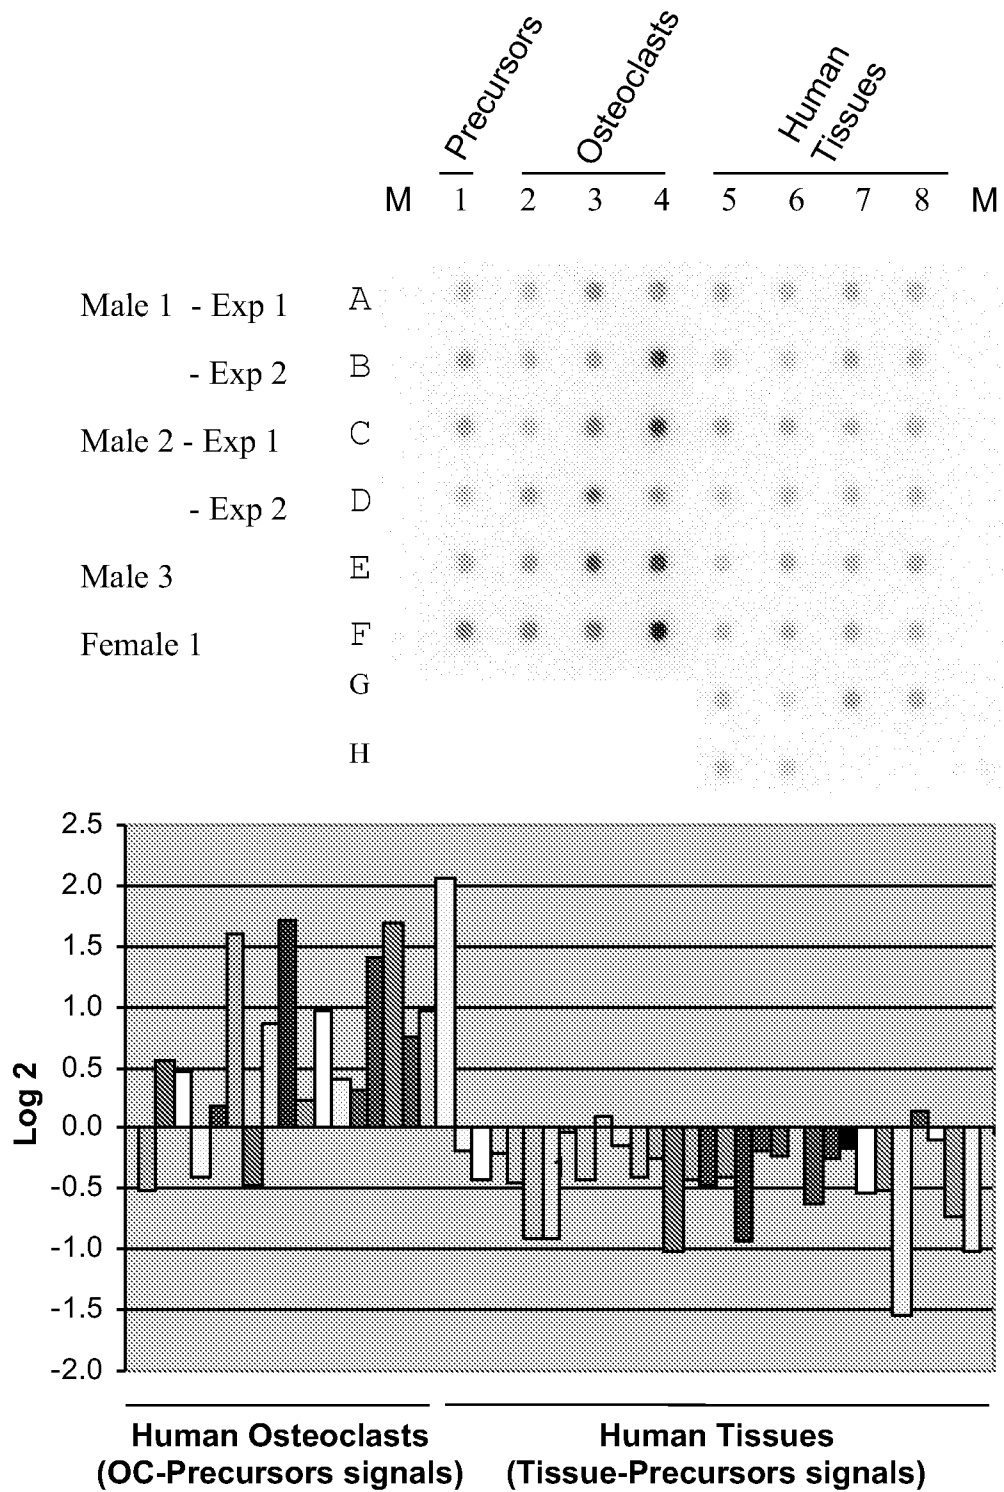 Precursors
Osteoclasts
Human
Tissues
M 1 2 3 4 5 6 7 8 M
Male 1 - Exp 1 A
- Exp 2 B
Male 2 - Exp 1 C
- Exp 2 D
Male 3 E
Female 1 F
G
H
2.5
2.0
1.5
1.0
0.5
0.0
-0.5
-1.0
-1.5
-2.0
Log 2
Human Osteoclasts
(OC-Precursors signals)
Human Tissues
(Tissue-Precursors signals)